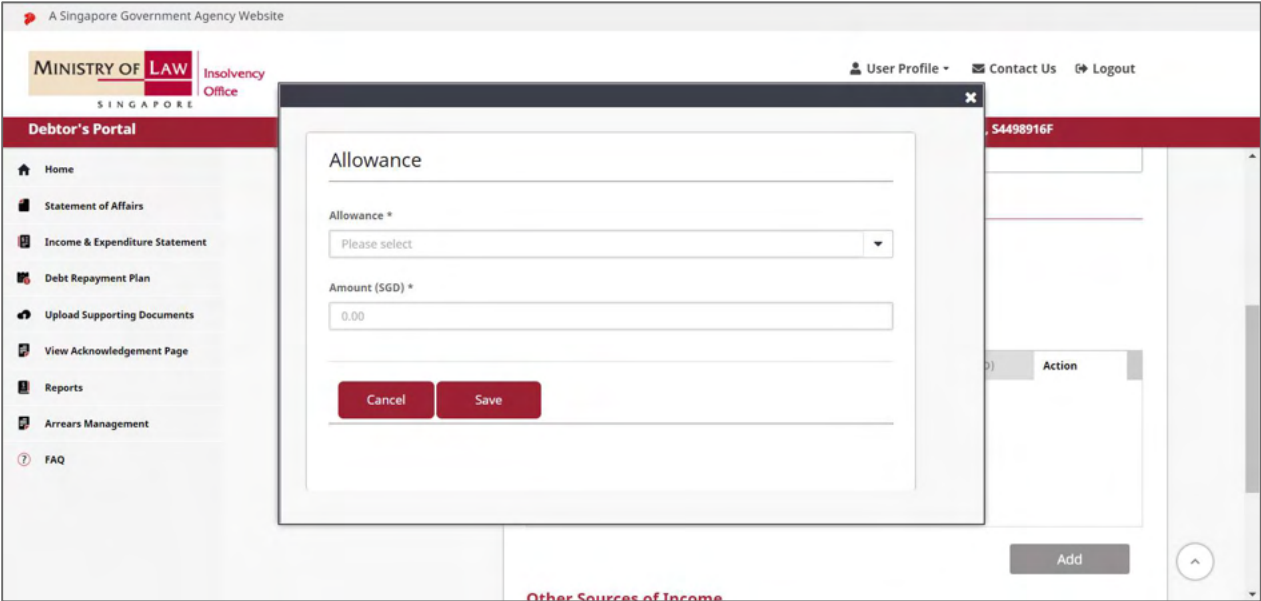 A Singapore Government Agency Website
MINISTRY OF LAW
SINGAPORE
Insolvency
Office
User Profile
Contact Us
Logout
Debtor's Portal
, S4498916F
Home
Statement of Affairs
Income & Expenditure Statement
Debt Repayment Plan
Upload Supporting Documents
View Acknowledgement Page
Reports
Arrears Management
? FAQ
Allowance
Allowance *
Please select
Amount (SGD) *
0.00
Cancel
Save
D)
Action
Add
Other Sources of Income